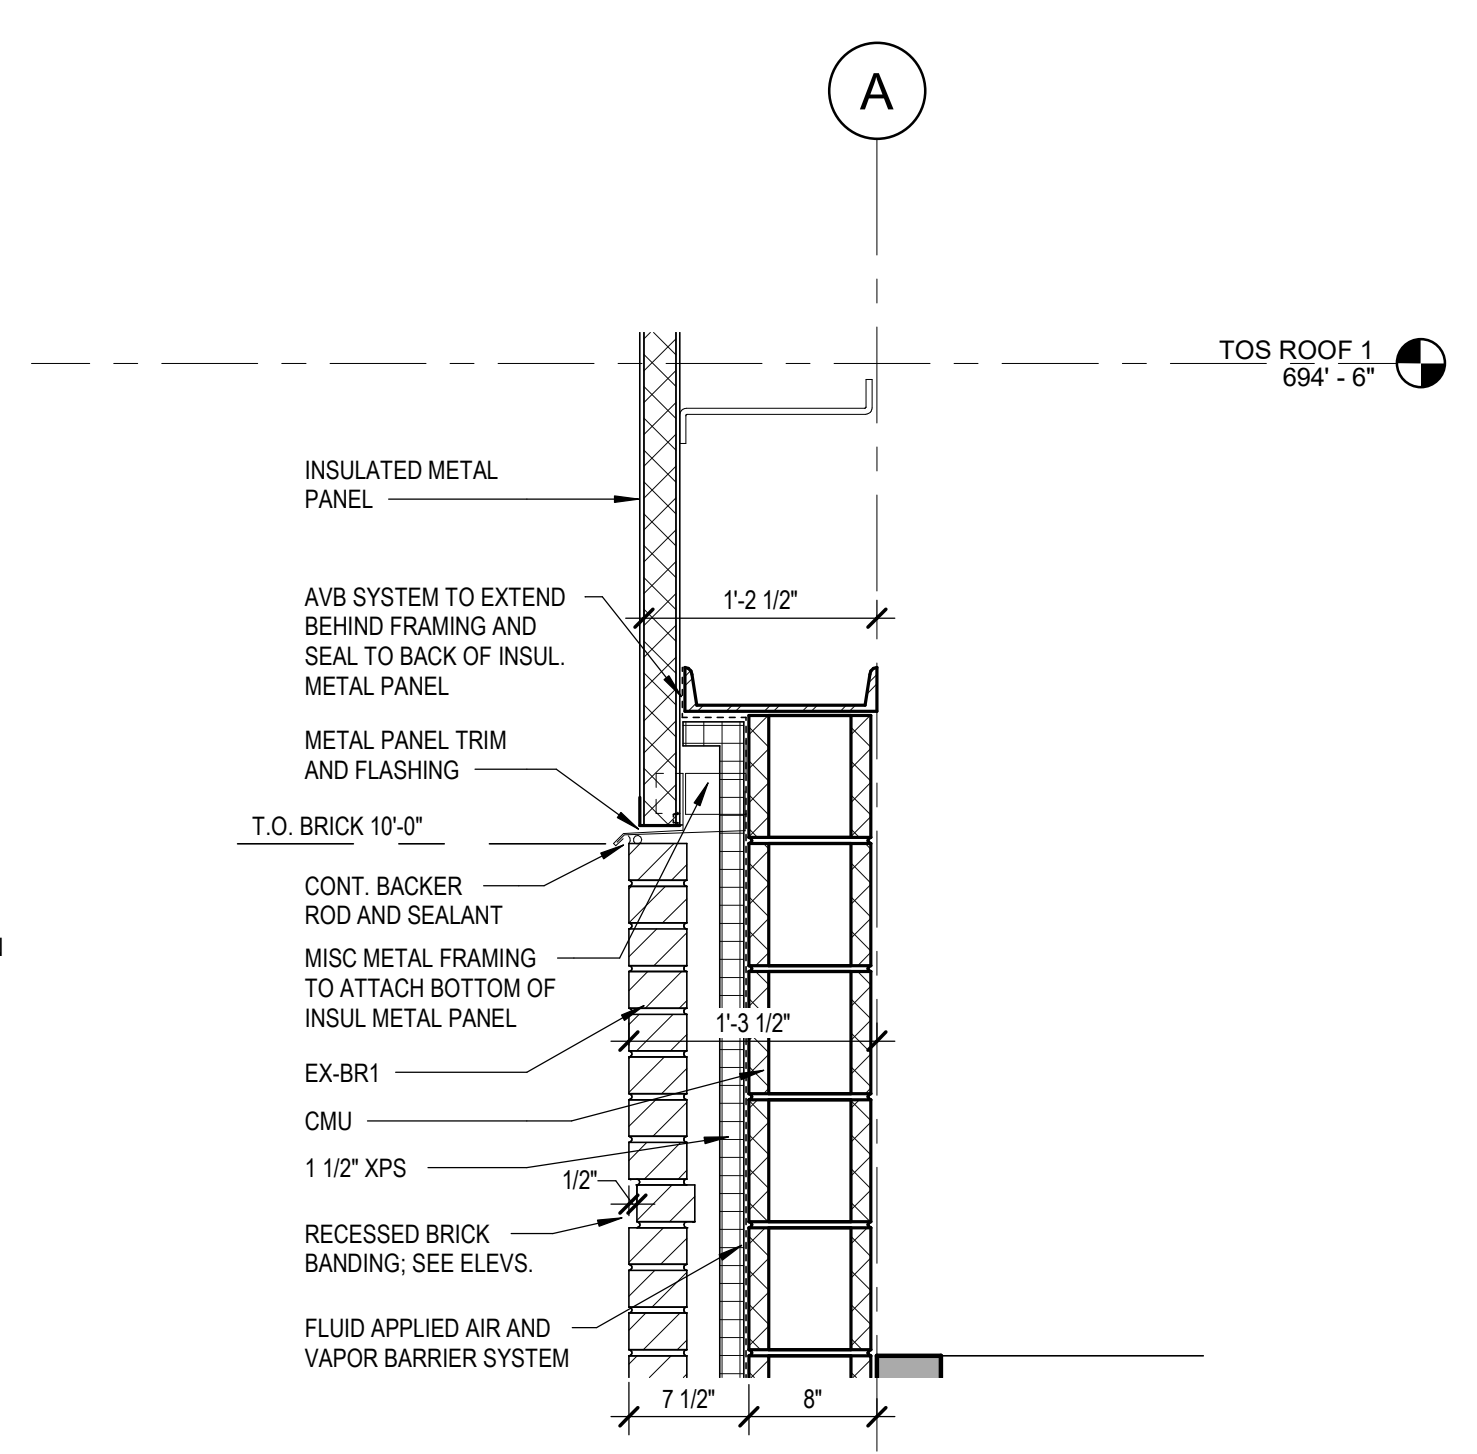 A
TOS ROOF 1
694' - 6"
INSULATED METAL
PANEL
AVB SYSTEM TO EXTEND
BEHIND FRAMING AND
SEAL TO BACK OF INSUL.
METAL PANEL
1'-2 1/2"
METAL PANEL TRIM
AND FLASHING
T.O. BRICK 10'-0"
CONT. BACKER
ROD AND SEALANT
MISC METAL FRAMING
TO ATTACH BOTTOM OF
INSUL METAL PANEL
1'-3 1/2"
EX-BR1
CMU
1 1/2" XPS
1/2"
RECESSED BRICK
BANDING; SEE ELEVS.
FLUID APPLIED AIR AND
VAPOR BARRIER SYSTEM
7 1/2"
8"